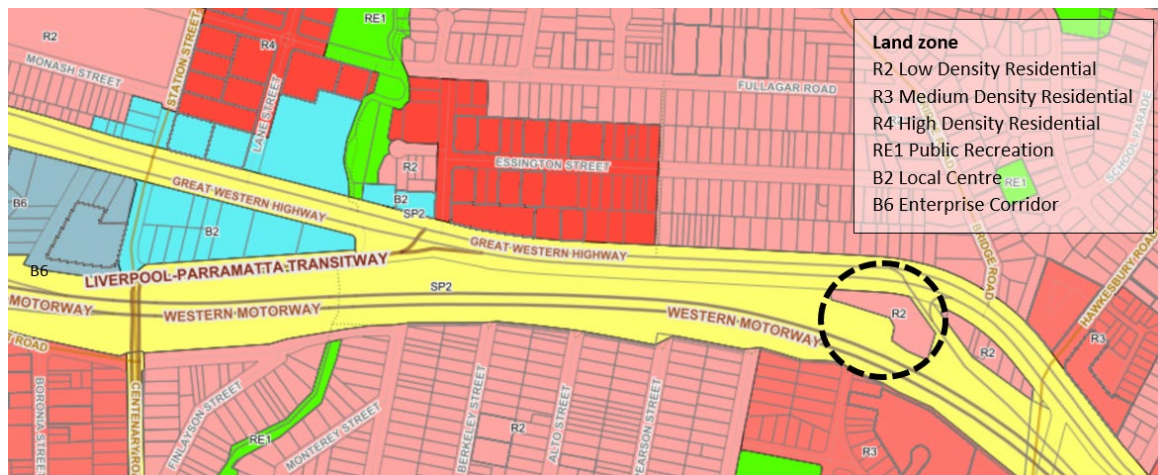 R2
MONASH STREET
STATION STREET
R4
LANE STREET
RE1
FULLAGAR ROAD
Land zone
R2 Low Density Residential
R3 Medium Density Residential
R4 High Density Residential
RE1 Public Recreation
B2 Local Centre
B6 Enterprise Corridor
SCHOOL PARADE
RE1
BRIDGE ROAD
HAWKESBURY ROAD
ESSINGTON STREET
R2
B2
SP2
GREAT WESTERN HIGHWAY
GREAT WESTERN HIGHWAY
B6
B2
B6
LIVERPOOL-PARRAMATTA-TRANSITWAY
SP2
MOTORWAY
WESTERN MOTORWAY
WESTERN MOTORWAY
R2
R2
R3
ROAD
BORONIA STREET
FINLAYSON STREET
RE1
MONTEREY STREET
BERKELEY STREET
R2
ALTO STREET
R3